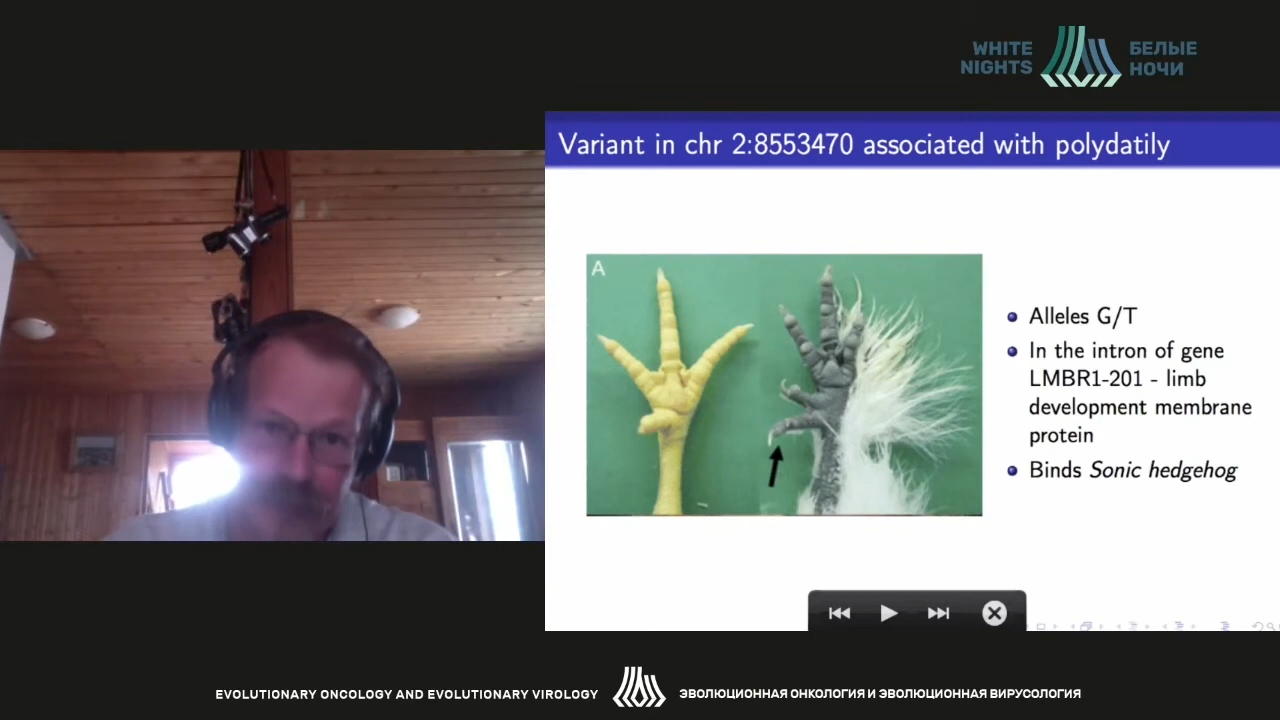 WHITE
NIGHTS
БЕЛЫЕ
НОЧИ
Variant in chr 2:8553470 associated with polydatily
A
Alleles G/T
In the intron of gene
LMBR1-201 - limb
development membrane
protein
Binds Sonic hedgehog
EVOLUTIONARY ONCOLOGY AND EVOLUTIONARY VIROLOGY
ЭВОЛЮЦИОННАЯ ОНКОЛОГИЯ И ЭВОЛЮЦИОННАЯ ВИРУСОЛОГИЯ